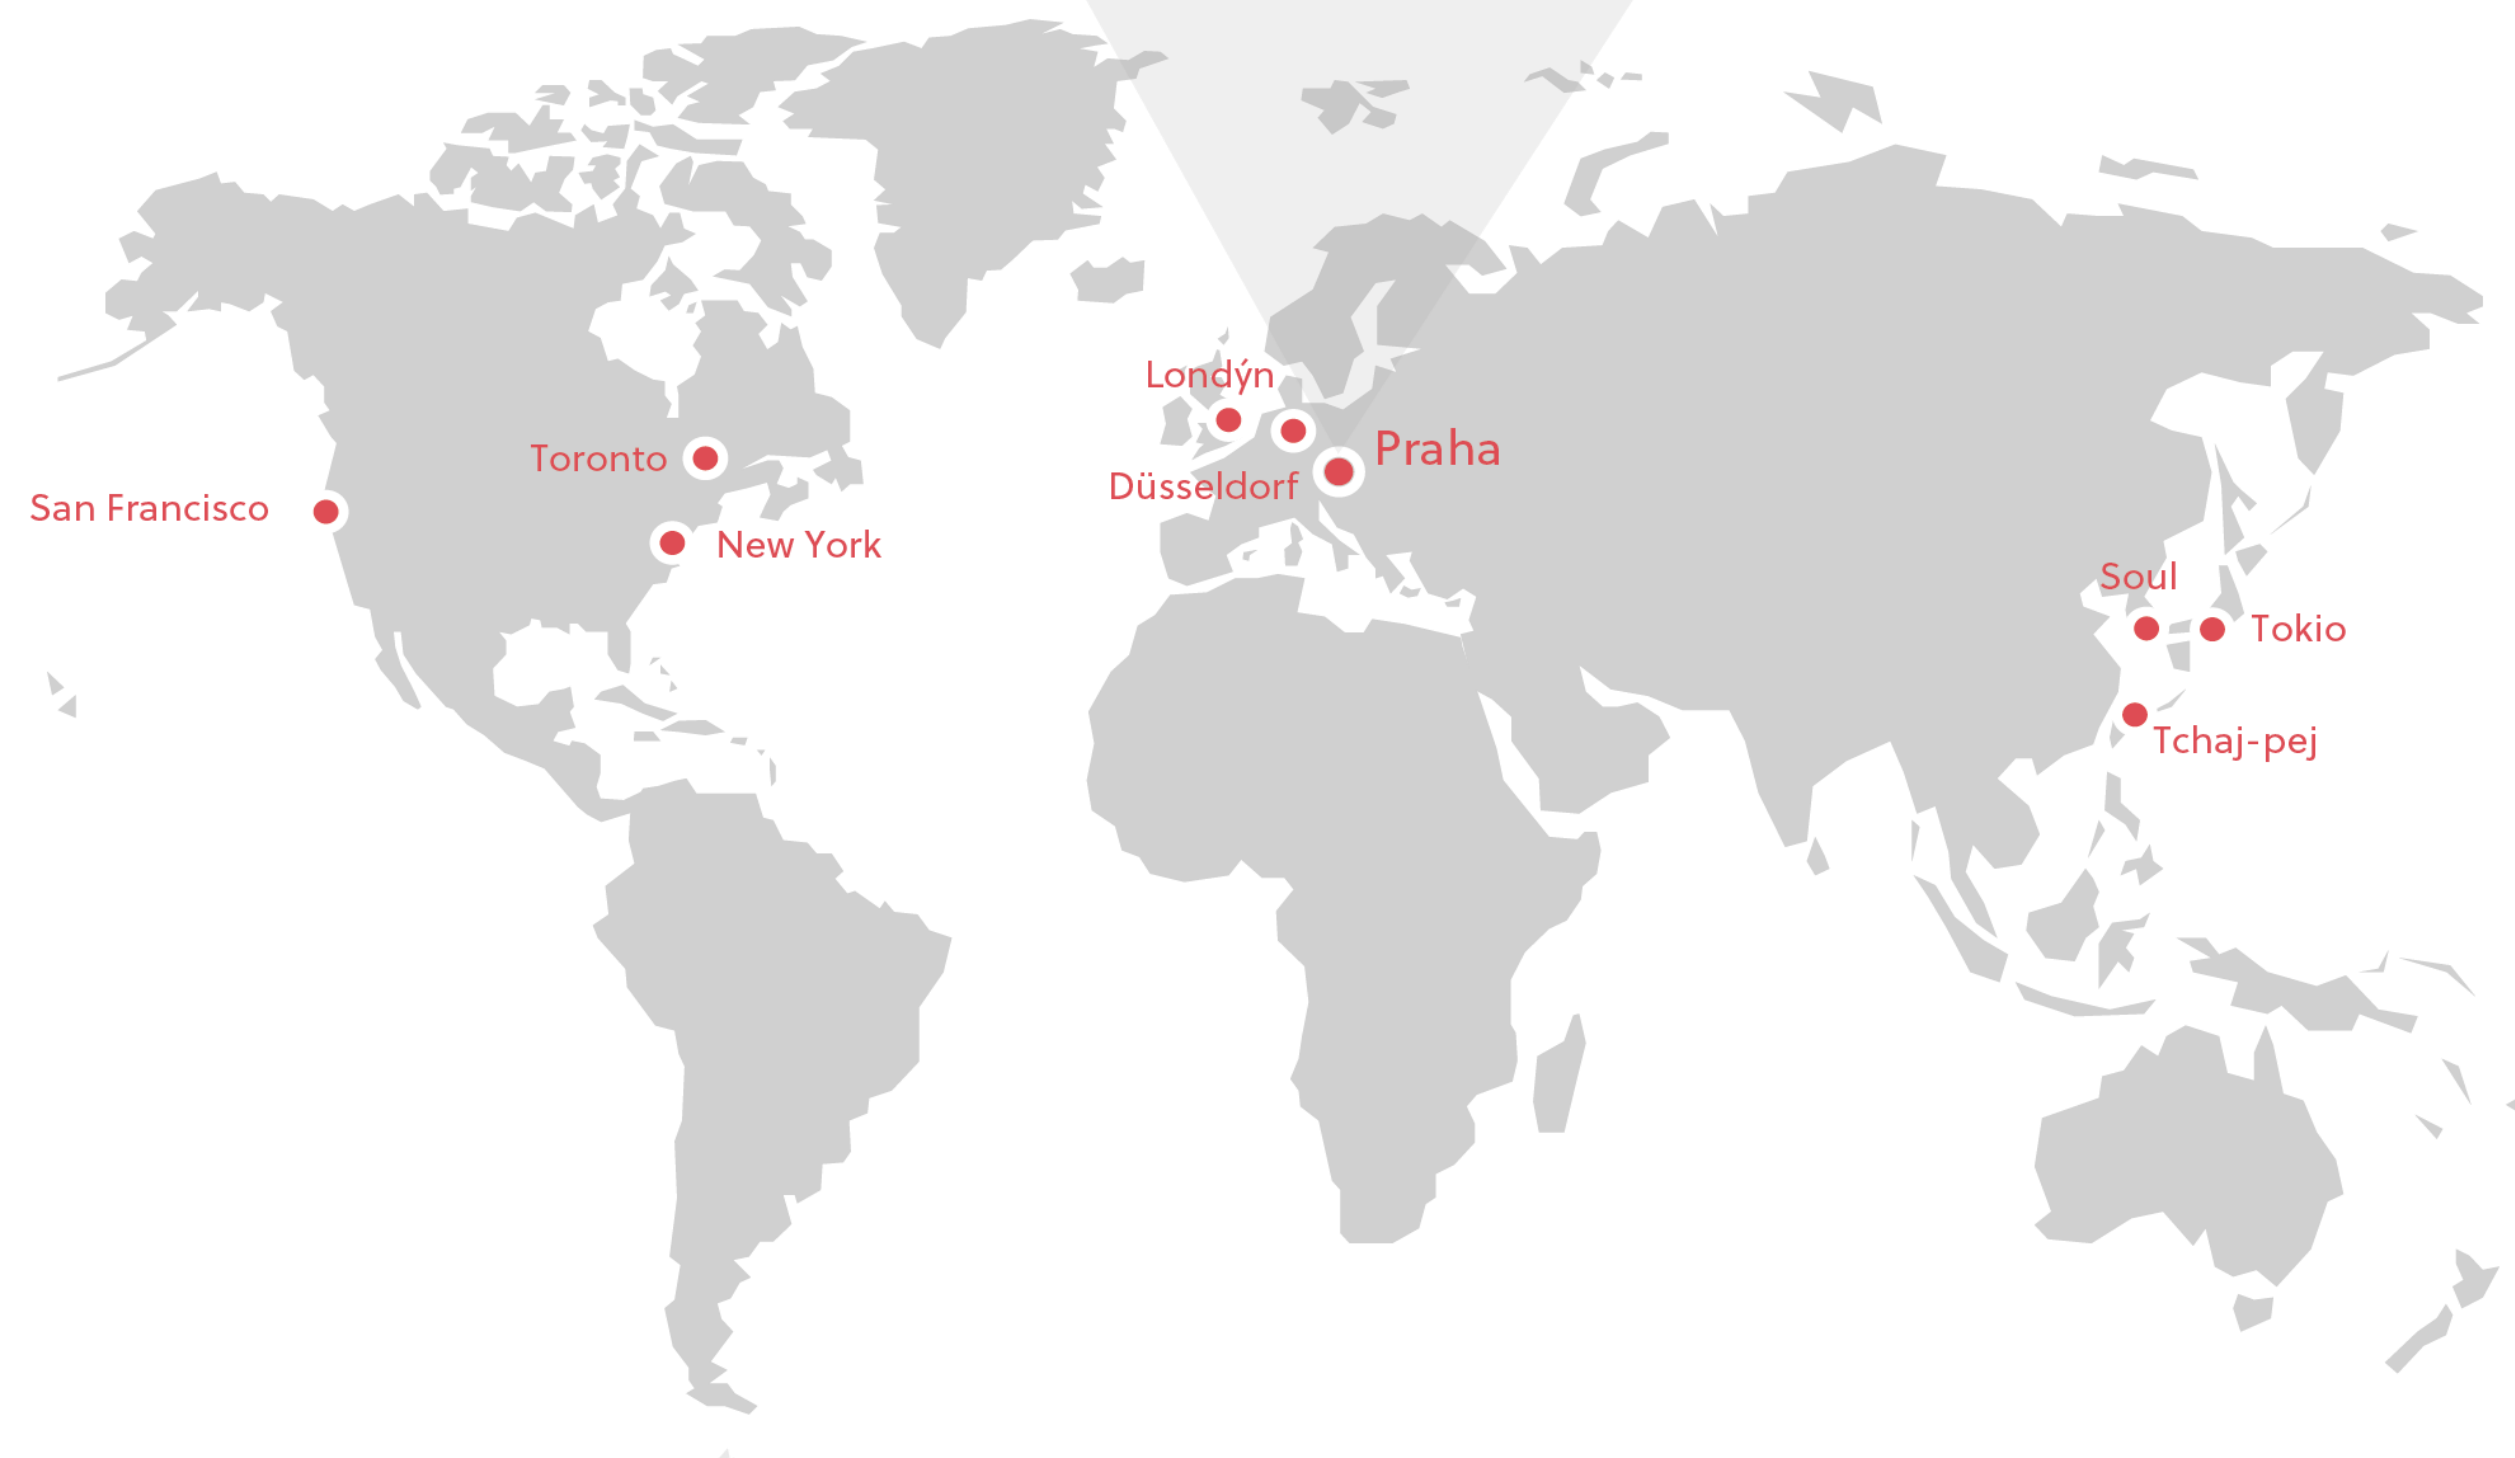 Londýn
Praha
Toronto
Düsseldorf
San Francisco
New York
Soul
Tokio
Tchaj-pej